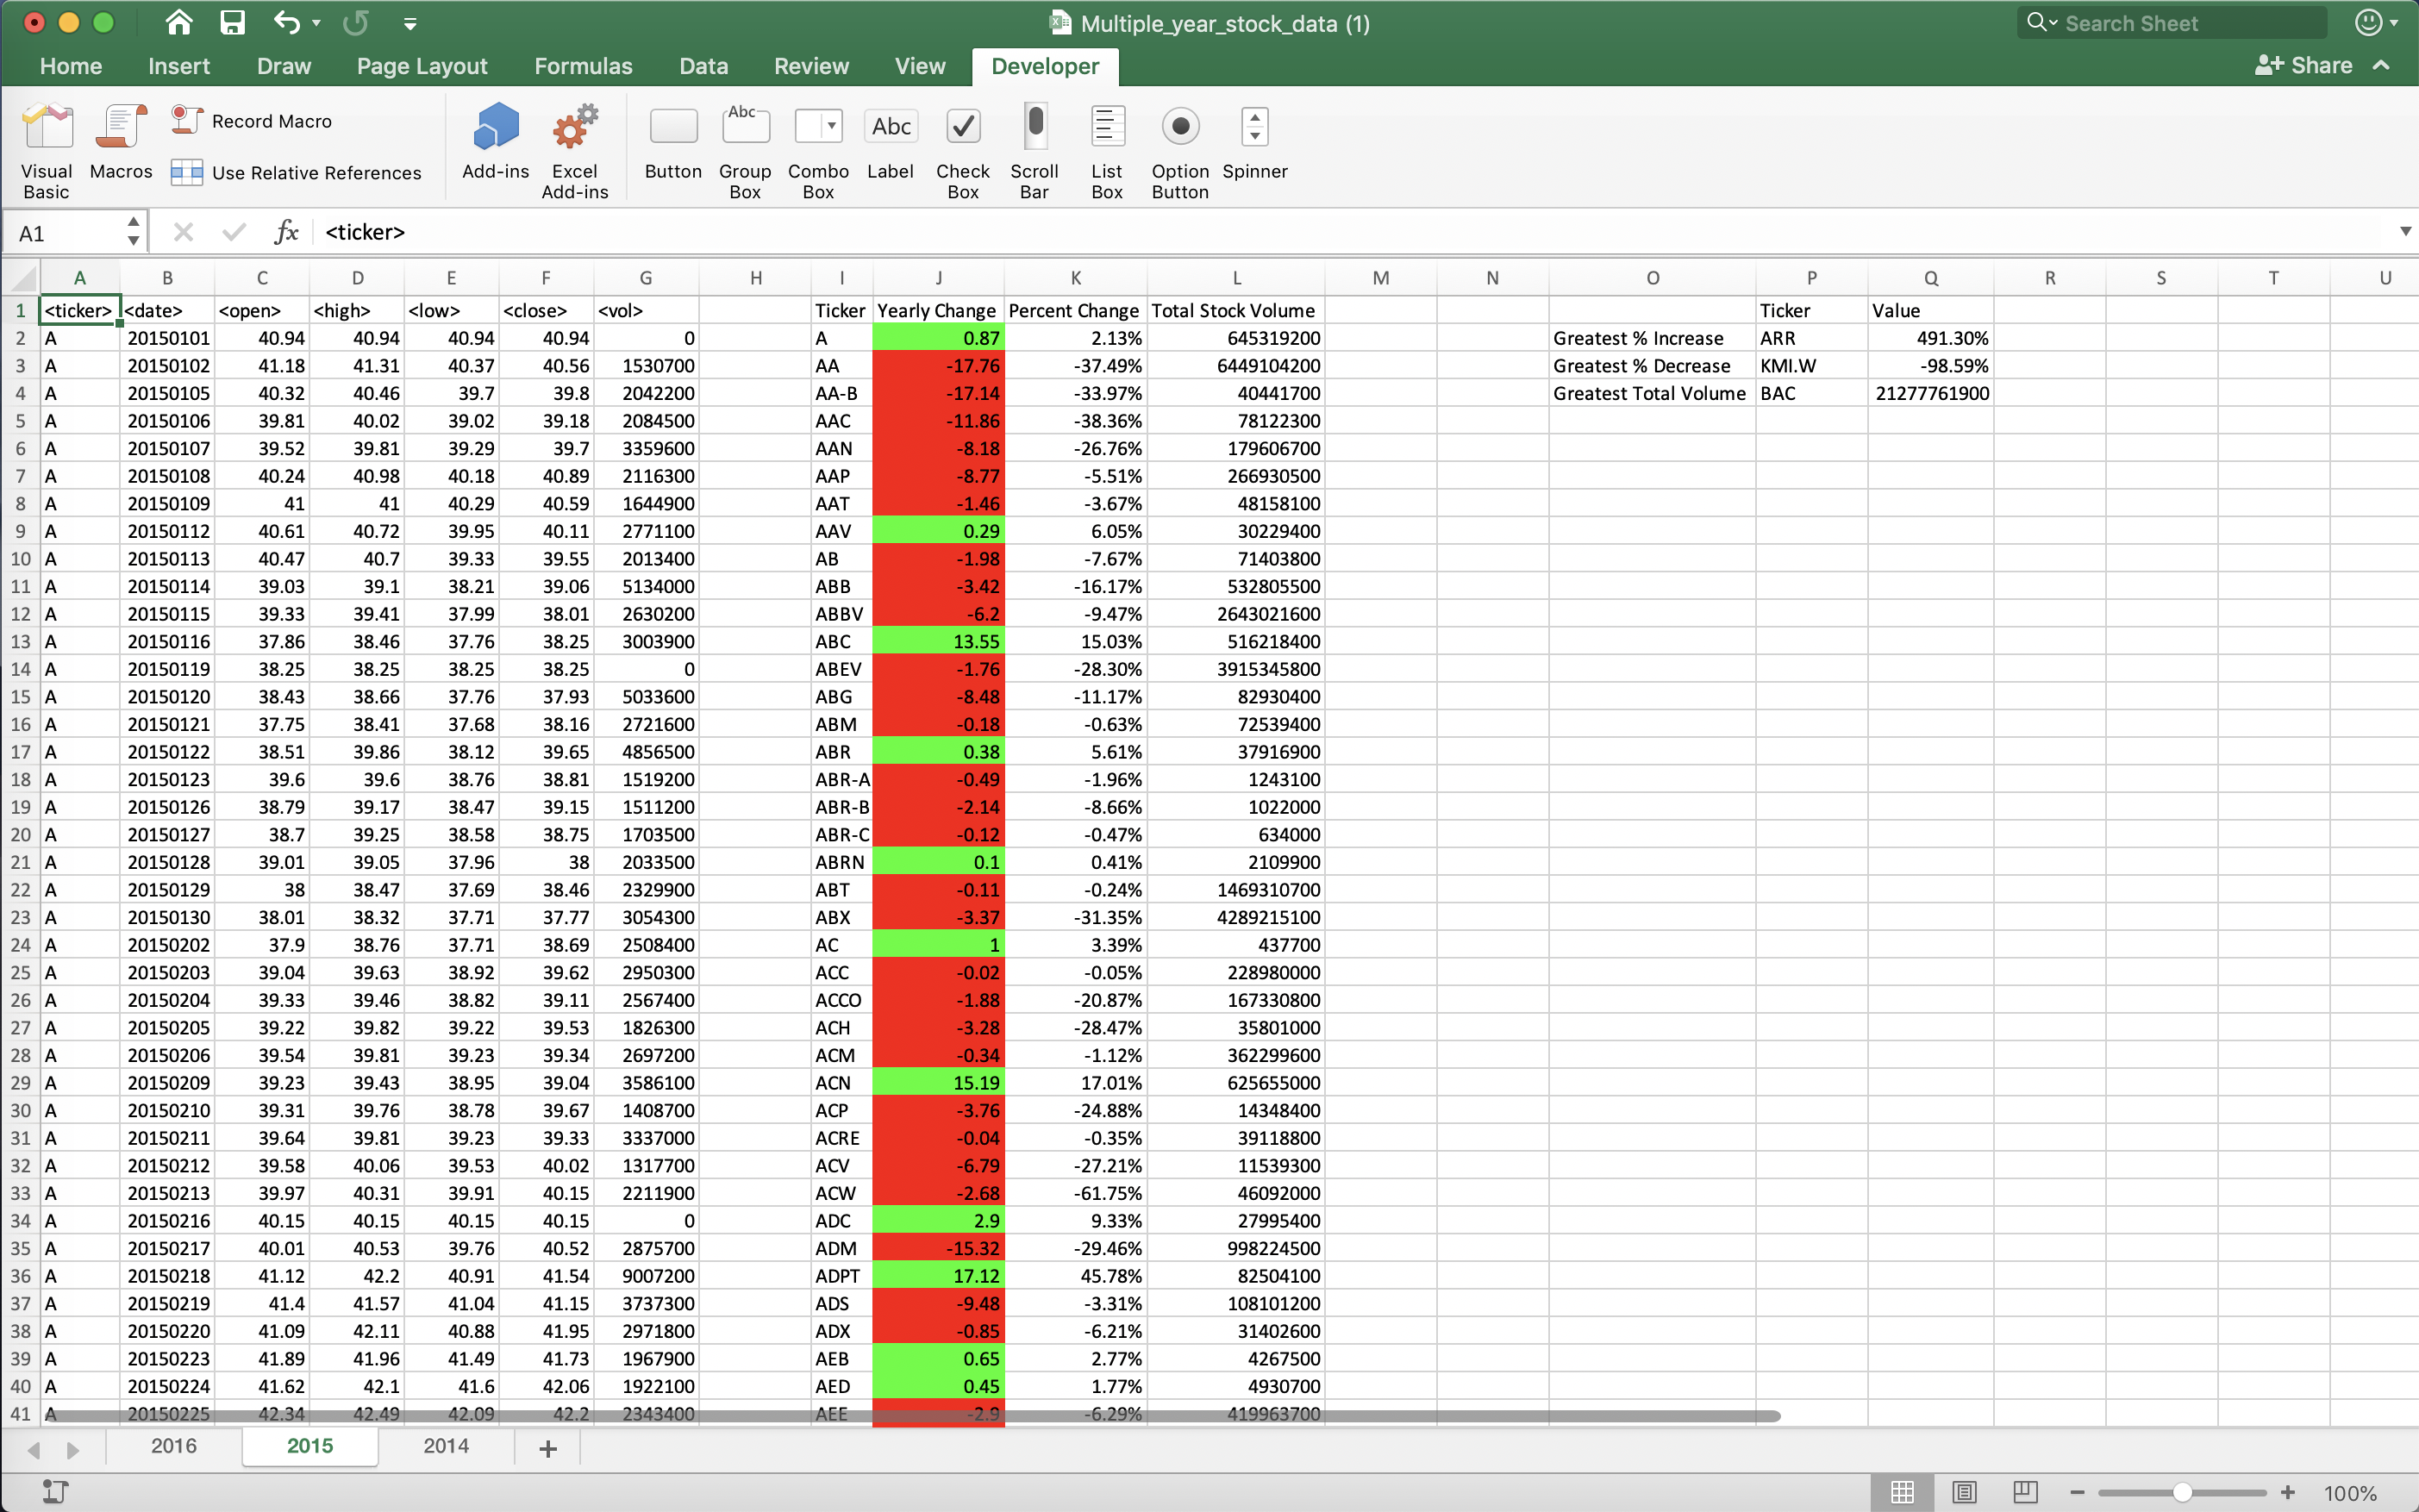 Multiple_year_stock_data (1)
Search Sheet
Home Insert Draw Page Layout Formulas Data Review View Developer
Share
Visual Basic
Macros
Record Macro
Use Relative References
Add-ins
Excel Add-ins
Button
Abc
Group Box
Combo Box
Abc
Label
Check Box
Scroll Bar
List Box
Option Button
Spinner
A1 fx <ticker>
A B C D E F G H I J K L M N O P Q R S T U
1 <ticker> <date> <open> <high> <low> <close> <vol> Ticker Yearly Change Percent Change Total Stock Volume Ticker Value
2 A 20150101 40.94 40.94 40.94 40.94 0 A 0.87 2.13% 645319200 Greatest % Increase ARR 491.30%
3 A 20150102 41.18 41.31 40.37 40.56 1530700 AA -17.76 -37.49% 6449104200 Greatest % Decrease KMI.W -98.59%
4 A 20150105 40.32 40.46 39.7 39.8 2042200 AA-B -17.14 -33.97% 40441700 Greatest Total Volume BAC 21277761900
5 A 20150106 39.81 40.02 39.02 39.18 2084500 AAC -11.86 -38.36% 78122300
6 A 20150107 39.52 39.81 39.29 39.7 3359600 AAN -8.18 -26.76% 179606700
7 A 20150108 40.24 40.98 40.18 40.89 2116300 AAP -8.77 -5.51% 266930500
8 A 20150109 41 41 40.29 40.59 1644900 AAT -1.46 -3.67% 48158100
9 A 20150112 40.61 40.72 39.95 40.11 2771100 AAV 0.29 6.05% 30229400
10 A 20150113 40.47 40.7 39.33 39.55 2013400 AB -1.98 -7.67% 71403800
11 A 20150114 39.03 39.1 38.21 39.06 5134000 ABB -3.42 -16.17% 532805500
12 A 20150115 39.33 39.41 37.99 38.01 2630200 ABBV -6.2 -9.47% 2643021600
13 A 20150116 37.86 38.46 37.76 38.25 3003900 ABC 13.55 15.03% 516218400
14 A 20150119 38.25 38.25 38.25 38.25 0 ABEV -1.76 -28.30% 3915345800
15 A 20150120 38.43 38.66 37.76 37.93 5033600 ABG -8.48 -11.17% 82930400
16 A 20150121 37.75 38.41 37.68 38.16 2721600 ABM -0.18 -0.63% 72539400
17 A 20150122 38.51 39.86 38.12 39.65 4856500 ABR 0.38 5.61% 37916900
18 A 20150123 39.6 39.6 38.76 38.81 1519200 ABR-A -0.49 -1.96% 1243100
19 A 20150126 38.79 39.17 38.47 39.15 1511200 ABR-B -2.14 -8.66% 1022000
20 A 20150127 38.7 39.25 38.58 38.75 1703500 ABR-C -0.12 -0.47% 634000
21 A 20150128 39.01 39.05 37.96 38 2033500 ABRN 0.1 0.41% 2109900
22 A 20150129 38 38.47 37.69 38.46 2329900 ABT -0.11 -0.24% 1469310700
23 A 20150130 38.01 38.32 37.71 37.77 3054300 ABX -3.37 -31.35% 4289215100
24 A 20150202 37.9 38.76 37.71 38.69 2508400 AC 1 3.39% 437700
25 A 20150203 39.04 39.63 38.92 39.62 2950300 ACC -0.02 -0.05% 228980000
26 A 20150204 39.33 39.46 38.82 39.11 2567400 ACCO -1.88 -20.87% 167330800
27 A 20150205 39.22 39.82 39.22 39.53 1826300 ACH -3.28 -28.47% 35801000
28 A 20150206 39.54 39.81 39.23 39.34 2697200 ACM -0.34 -1.12% 362299600
29 A 20150209 39.23 39.43 38.95 39.04 3586100 ACN 15.19 17.01% 625655000
30 A 20150210 39.31 39.76 38.78 39.67 1408700 ACP -3.76 -24.88% 14348400
31 A 20150211 39.64 39.81 39.23 39.33 3337000 ACRE -0.04 -0.35% 39118800
32 A 20150212 39.58 40.06 39.53 40.02 1317700 ACV -6.79 -27.21% 11539300
33 A 20150213 39.97 40.31 39.91 40.15 2211900 ACW -2.68 -61.75% 46092000
34 A 20150216 40.15 40.15 40.15 40.15 0 ADC 2.9 9.33% 27995400
35 A 20150217 40.01 40.53 39.76 40.52 2875700 ADM -15.32 -29.46% 998224500
36 A 20150218 41.12 42.2 40.91 41.54 9007200 ADPT 17.12 45.78% 82504100
37 A 20150219 41.4 41.57 41.04 41.15 3737300 ADS -9.48 -3.31% 108101200
38 A 20150220 41.09 42.11 40.88 41.95 2971800 ADX -0.85 -6.21% 31402600
39 A 20150223 41.89 41.96 41.49 41.73 1967900 AEB 0.65 2.77% 4267500
40 A 20150224 41.62 42.1 41.6 42.06 1922100 AED 0.45 1.77% 4930700
41 A 20150225 42.34 42.49 42.09 42.2 2343400 AEE -2.9 -6.29% 419963700
2016 2015 2014
100%